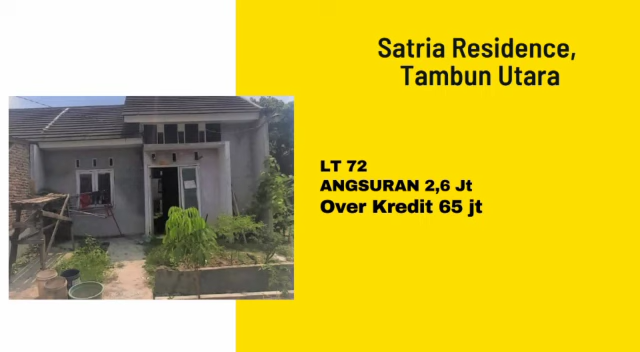 Satria Residence,
Tambun Utara
LT 72
ANGSURAN 2,6 Jt
Over Kredit 65 jt